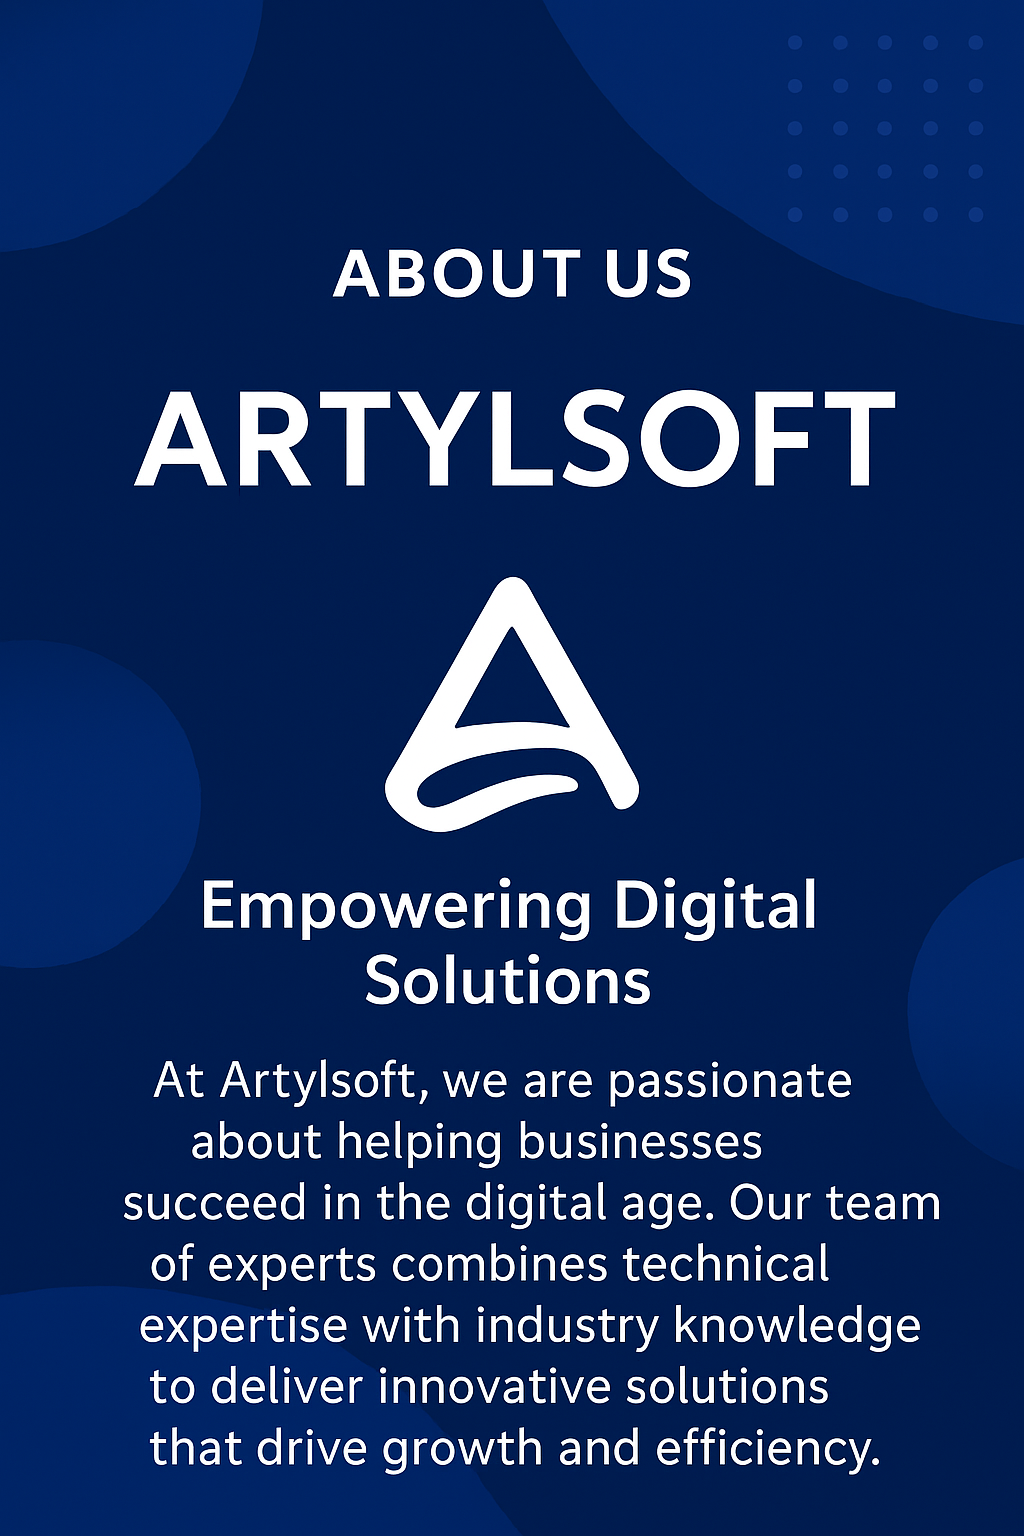 ABOUT US
ARTYLSOFT
Empowering Digital
Solutions
At Artylsoft, we are passionate
about helping businesses
succeed in the digital age. Our team
of experts combines technical
expertise with industry knowledge
to deliver innovative solutions
that drive growth and efficiency.